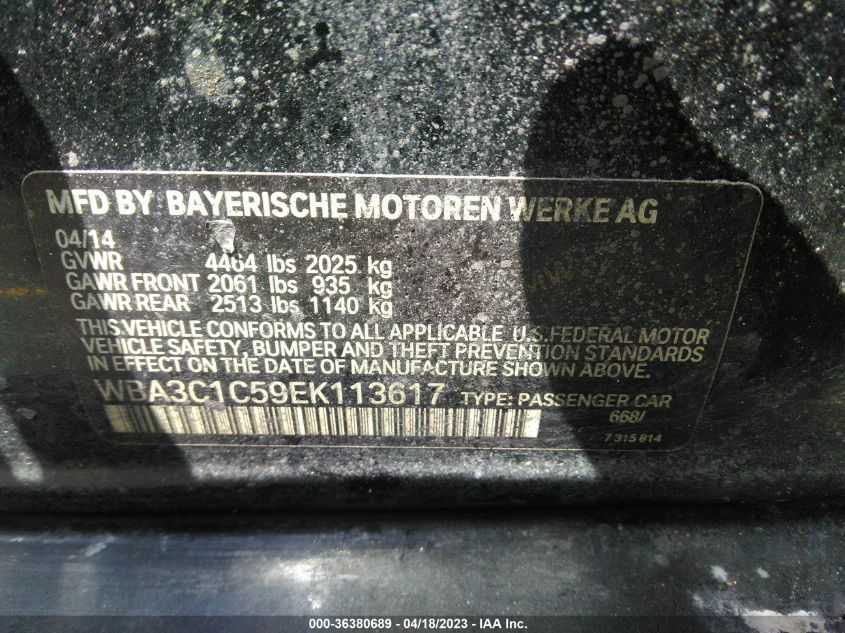 MFD BY BAYERISCHE MOTOREN WERKE AG
04/14
GVWR 4464 lbs 2025 kg
GAWR FRONT 2061 lbs 935 kg
GAWR REAR 2513 lbs 1140 kg
THIS VEHICLE CONFORMS TO ALL APPLICABLE U.S. FEDERAL MOTOR
VEHICLE SAFETY, BUMPER AND THEFT PREVENTION STANDARDS
IN EFFECT ON THE DATE OF MANUFACTURE SHOWN ABOVE.
WBA3C1C59EK113617 TYPE: PASSENGER CAR
668/
7 315 814
000-36380689 - 04/18/2023 - IAA Inc.